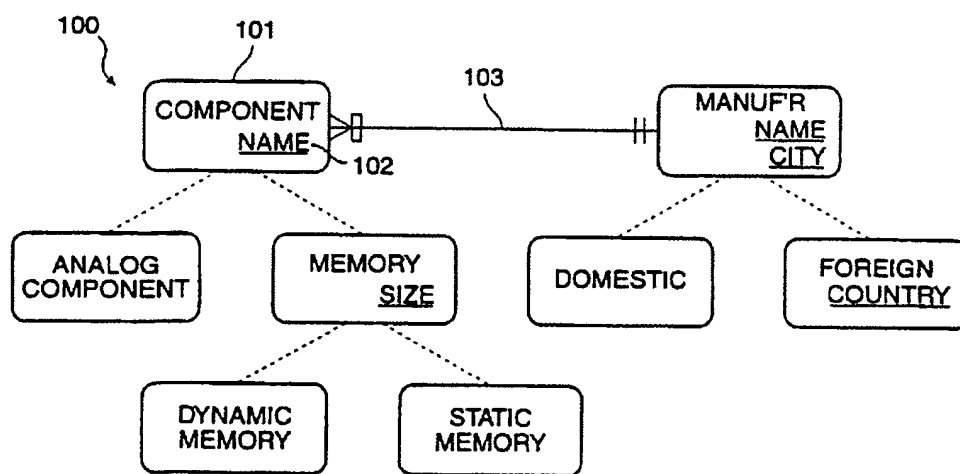 100
101
COMPONENT
NAME
102
103
MANUF'R
NAME
CITY
ANALOG
COMPONENT
MEMORY
SIZE
DOMESTIC
FOREIGN
COUNTRY
DYNAMIC
MEMORY
STATIC
MEMORY